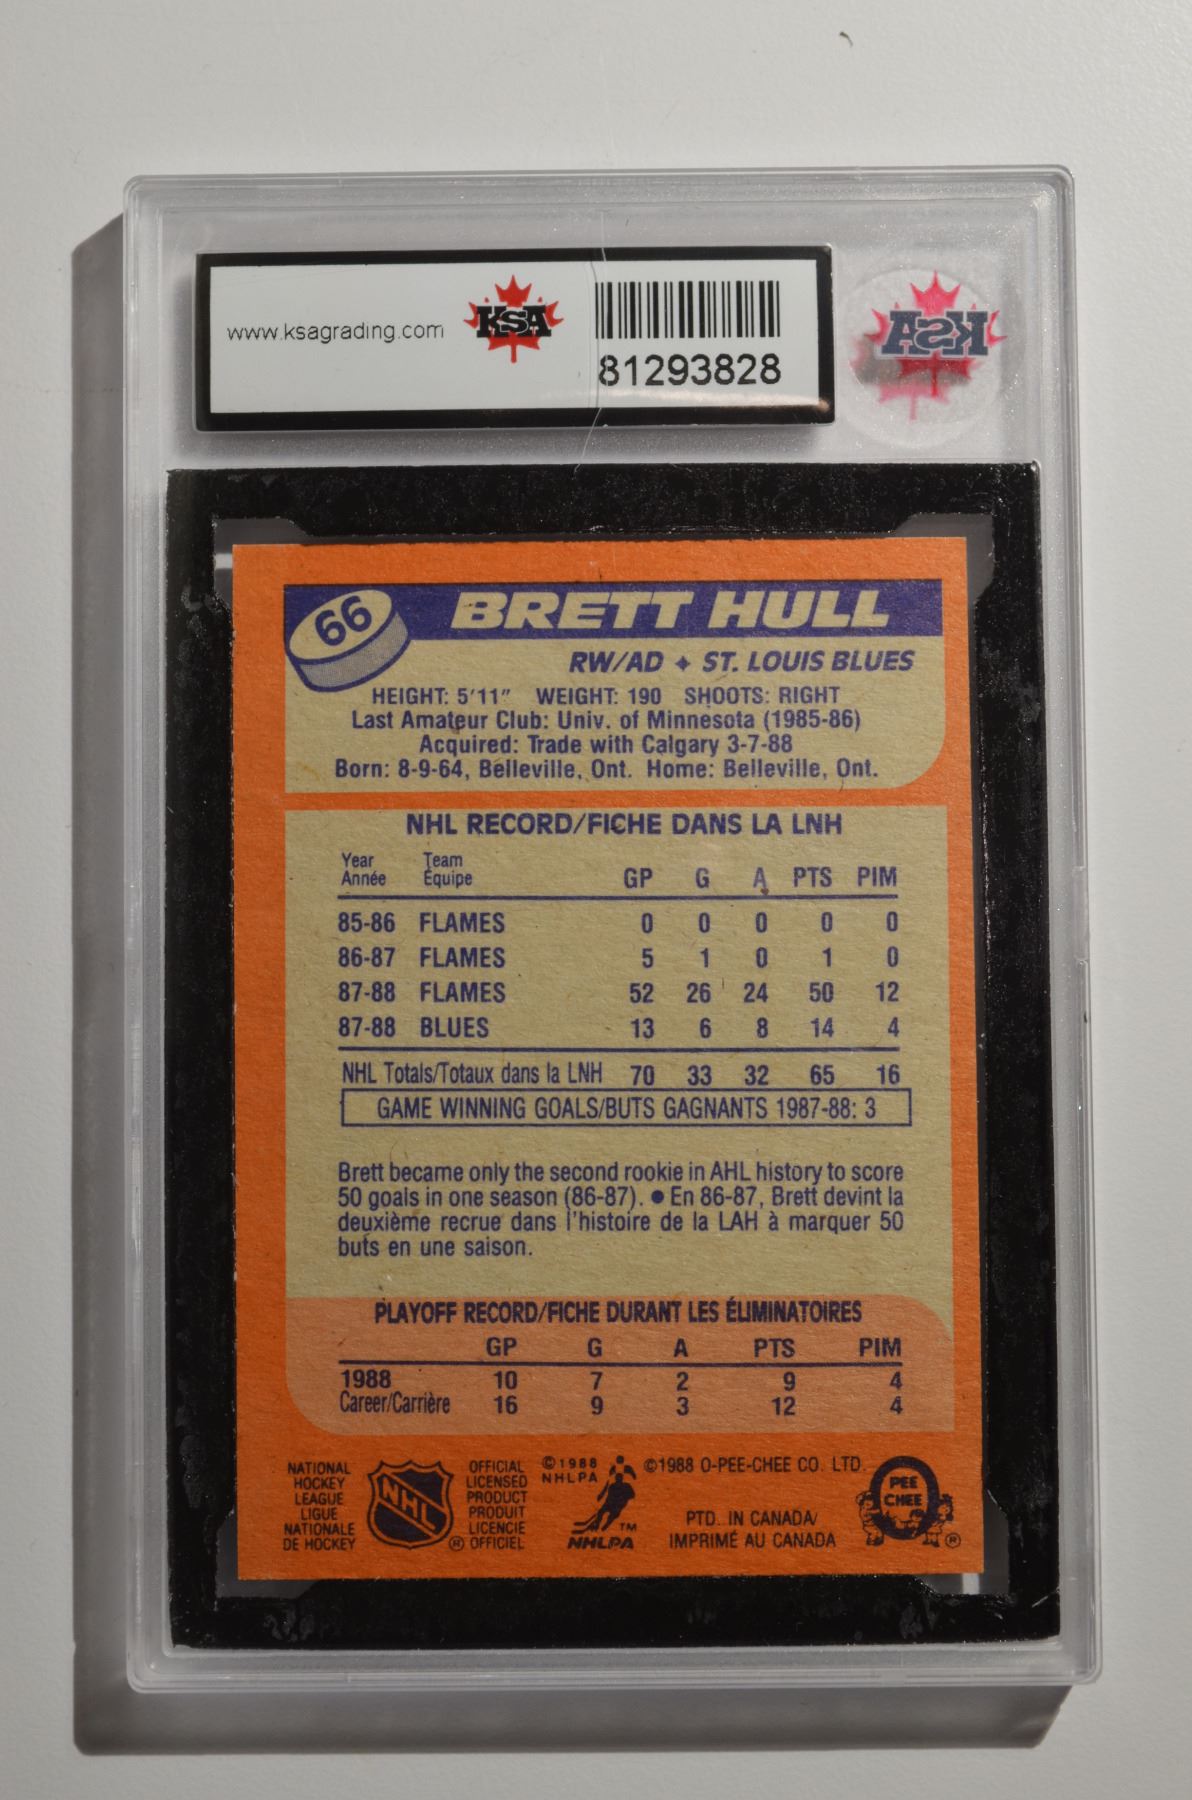 www.ksagrading.com
KSA
81293828
KSA
66
BRETT HULL
RW/AD ✦ ST. LOUIS BLUES
HEIGHT: 5'11" WEIGHT: 190 SHOOTS: RIGHT
Last Amateur Club: Univ. of Minnesota (1985-86)
Acquired: Trade with Calgary 3-7-88
Born: 8-9-64, Belleville, Ont. Home: Belleville, Ont.
NHL RECORD/FICHE DANS LA LNH
Year Team
Année Équipe GP G A PTS PIM
85-86 FLAMES 0 0 0 0 0
86-87 FLAMES 5 1 0 1 0
87-88 FLAMES 52 26 24 50 12
87-88 BLUES 13 6 8 14 4
NHL Totals/Totaux dans la LNH 70 33 32 65 16
GAME WINNING GOALS/BUTS GAGNANTS 1987-88: 3
Brett became only the second rookie in AHL history to score
50 goals in one season (86-87). ● En 86-87, Brett devint la
deuxième recrue dans l'histoire de la LAH à marquer 50
buts en une saison.
PLAYOFF RECORD/FICHE DURANT LES ÉLIMINATOIRES
GP G A PTS PIM
1988 10 7 2 9 4
Career/Carrière 16 9 3 12 4
NATIONAL
HOCKEY
LEAGUE
LIGUE
NATIONALE
DE HOCKEY
NHL
®
OFFICIAL
LICENSED
PRODUCT
PRODUIT
LICENCIE
OFFICIEL
©1988
NHLPA
TM
NHLPA
©1988 O-PEE-CHEE CO. LTD.
PTD. IN CANADA/
IMPRIMÉ AU CANADA
PEE
CHEE
®